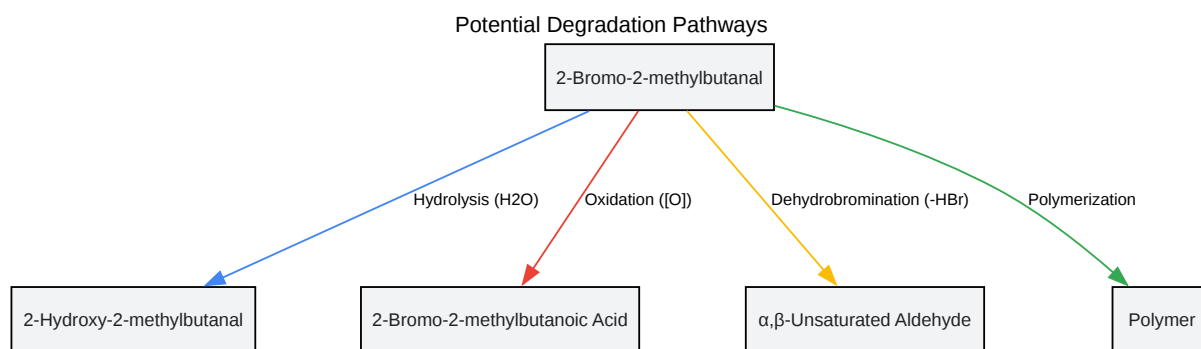 Potential Degradation Pathways
2-Bromo-2-methylbutanal
Hydrolysis (H2O)
Oxidation ([O])
Dehydrobromination (-HBr)
Polymerization
2-Hydroxy-2-methylbutanal
2-Bromo-2-methylbutanoic Acid
α,β-Unsaturated Aldehyde
Polymer